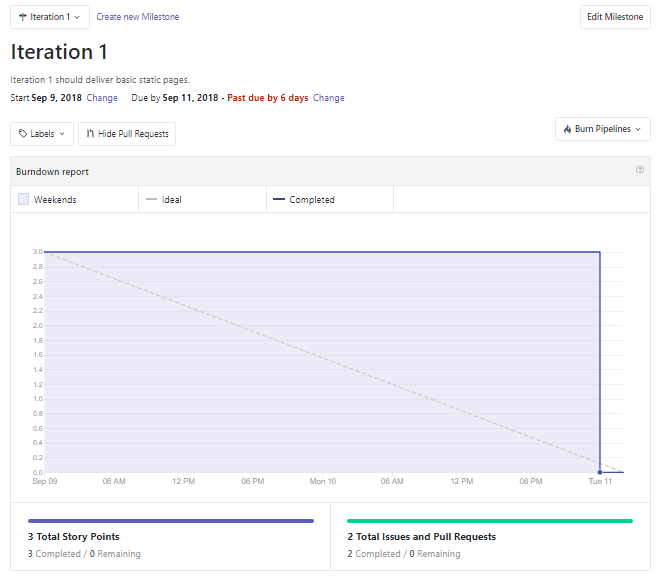 Iteration 1 Create new Milestone Edit Milestone
Iteration 1
Iteration 1 should deliver basic static pages.
Start Sep 9, 2018 Change Due by Sep 11, 2018 - Past due by 6 days Change
Labels Hide Pull Requests Burn Pipelines
Burndown report
Weekends Ideal Completed
3.0
2.8
2.6
2.4
2.2
2.0
1.8
1.6
1.4
1.2
1.0
0.8
0.6
0.4
0.2
0.0
Sep 09 06 AM 12 PM 06 PM Mon 10 06 AM 12 PM 06 PM Tue 11
3 Total Story Points 2 Total Issues and Pull Requests
3 Completed / 0 Remaining 2 Completed / 0 Remaining